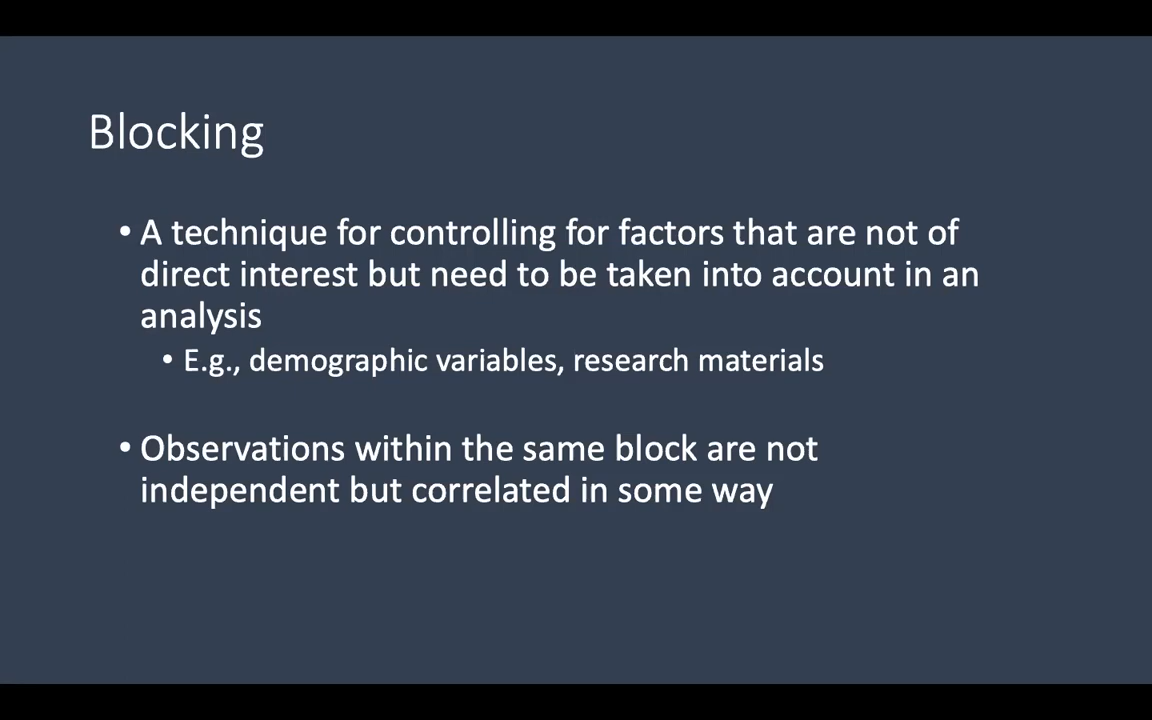 Blocking
• A technique for controlling for factors that are not of
direct interest but need to be taken into account in an
analysis
• E.g., demographic variables, research materials
• Observations within the same block are not
independent but correlated in some way